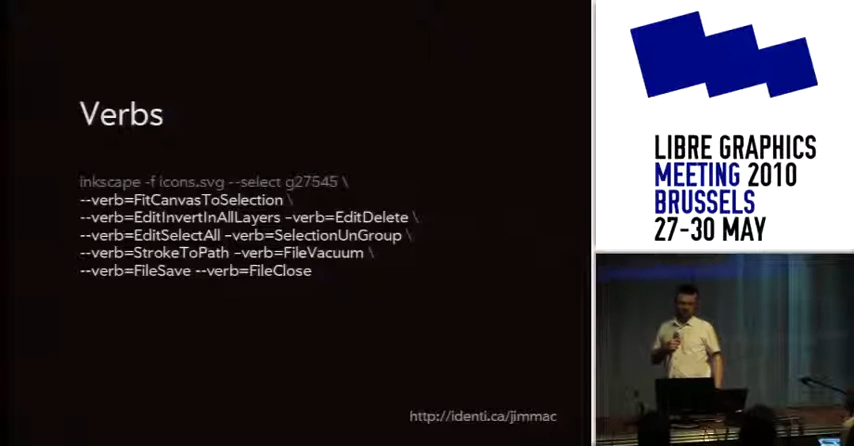 Verbs
inkscape -f icons.svg --select g27545 \
--verb=FitCanvasToSelection \
--verb=EditInvertInAllLayers –verb=EditDelete \
--verb=EditSelectAll –verb=SelectionUnGroup \
--verb=StrokeToPath –verb=FileVacuum \
--verb=FileSave --verb=FileClose
http://identi.ca/jimmac
LIBRE GRAPHICS
MEETING 2010
BRUSSELS
27-30 MAY